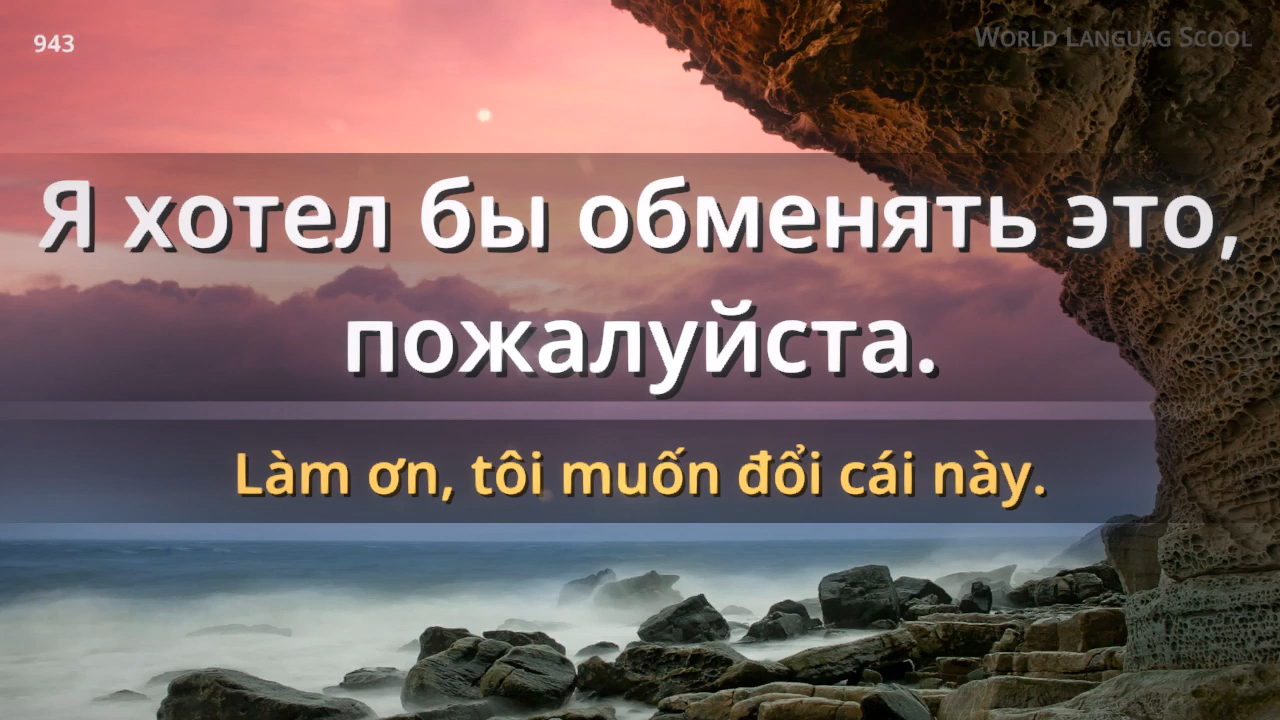 943
WORLD LANGUAG SCOOL
Я хотел бы обменять это,
пожалуйста.
Làm ơn, tôi muốn đổi cái này.